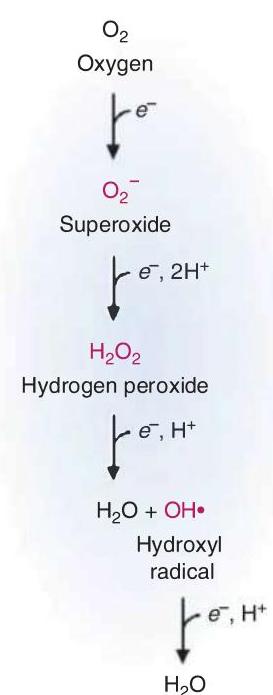 O₂
Oxygen
e⁻
O₂⁻
Superoxide
e⁻, 2H⁺
H₂O₂
Hydrogen peroxide
e⁻, H⁺
H₂O + OH•
Hydroxyl
radical
e⁻, H⁺
H₂O